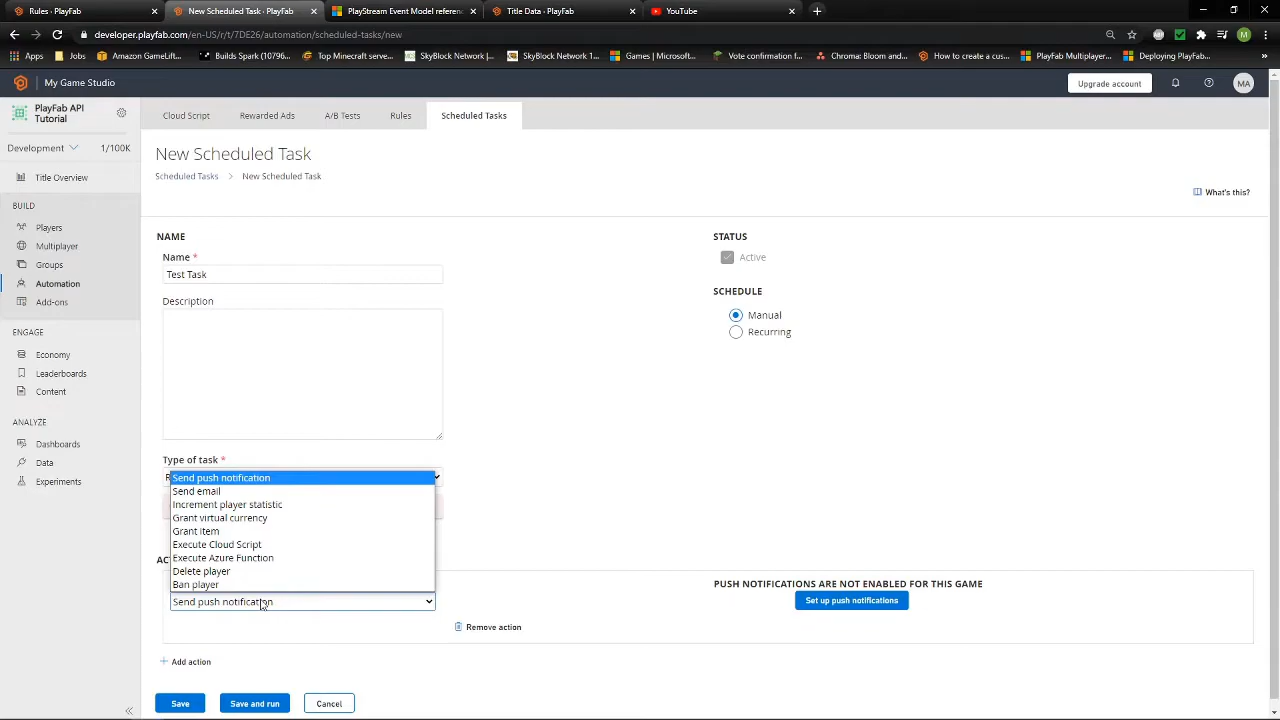 Rules · PlayFab
New Scheduled Task · PlayFab
PlayStream Event Model referenc
Title Data · PlayFab
YouTube
developer.playfab.com/en-US/r/t/7DE26/automation/scheduled-tasks/new
M
Apps
Jobs
Amazon GameLift...
Builds Spark (10796...
Top Minecraft serve...
SkyBlock Network |...
SkyBlock Network 1...
Games | Microsoft...
Vote confirmation f...
Chroma: Bloom and...
How to create a cus...
PlayFab Multiplayer...
Deploying PlayFab...
My Game Studio
Upgrade account
MA
PlayFab API
Tutorial
Development
1/100K
Title Overview
BUILD
Players
Multiplayer
Groups
Automation
Add-ons
ENGAGE
Economy
Leaderboards
Content
ANALYZE
Dashboards
Data
Experiments
Cloud Script
Rewarded Ads
A/B Tests
Rules
Scheduled Tasks
New Scheduled Task
Scheduled Tasks > New Scheduled Task
What's this?
NAME
Name *
Test Task
Description
Type of task *
Send push notification
Send email
Increment player statistic
Grant virtual currency
Grant item
Execute Cloud Script
Execute Azure Function
Delete player
Ban player
Send push notification
Remove action
Add action
STATUS
Active
SCHEDULE
Manual
Recurring
PUSH NOTIFICATIONS ARE NOT ENABLED FOR THIS GAME
Set up push notifications
Save
Save and run
Cancel